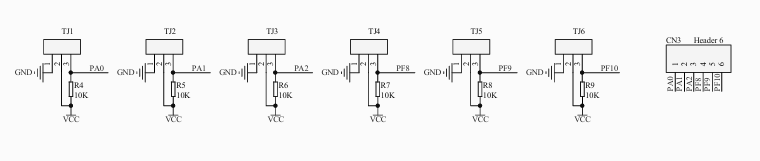 TJ1 TJ2 TJ3 TJ4 TJ5 TJ6
CN3 Header 6
1 2 3 1 2 3 1 2 3 1 2 3 1 2 3 1 2 3
1 2 3 4 5 6
GND PA0 GND PA1 GND PA2 GND PF8 GND PF9 GND PF10
PA0 PA1 PA2 PF8 PF9 PF10
R4 R5 R6 R7 R8 R9
10K 10K 10K 10K 10K 10K
VCC VCC VCC VCC VCC VCC